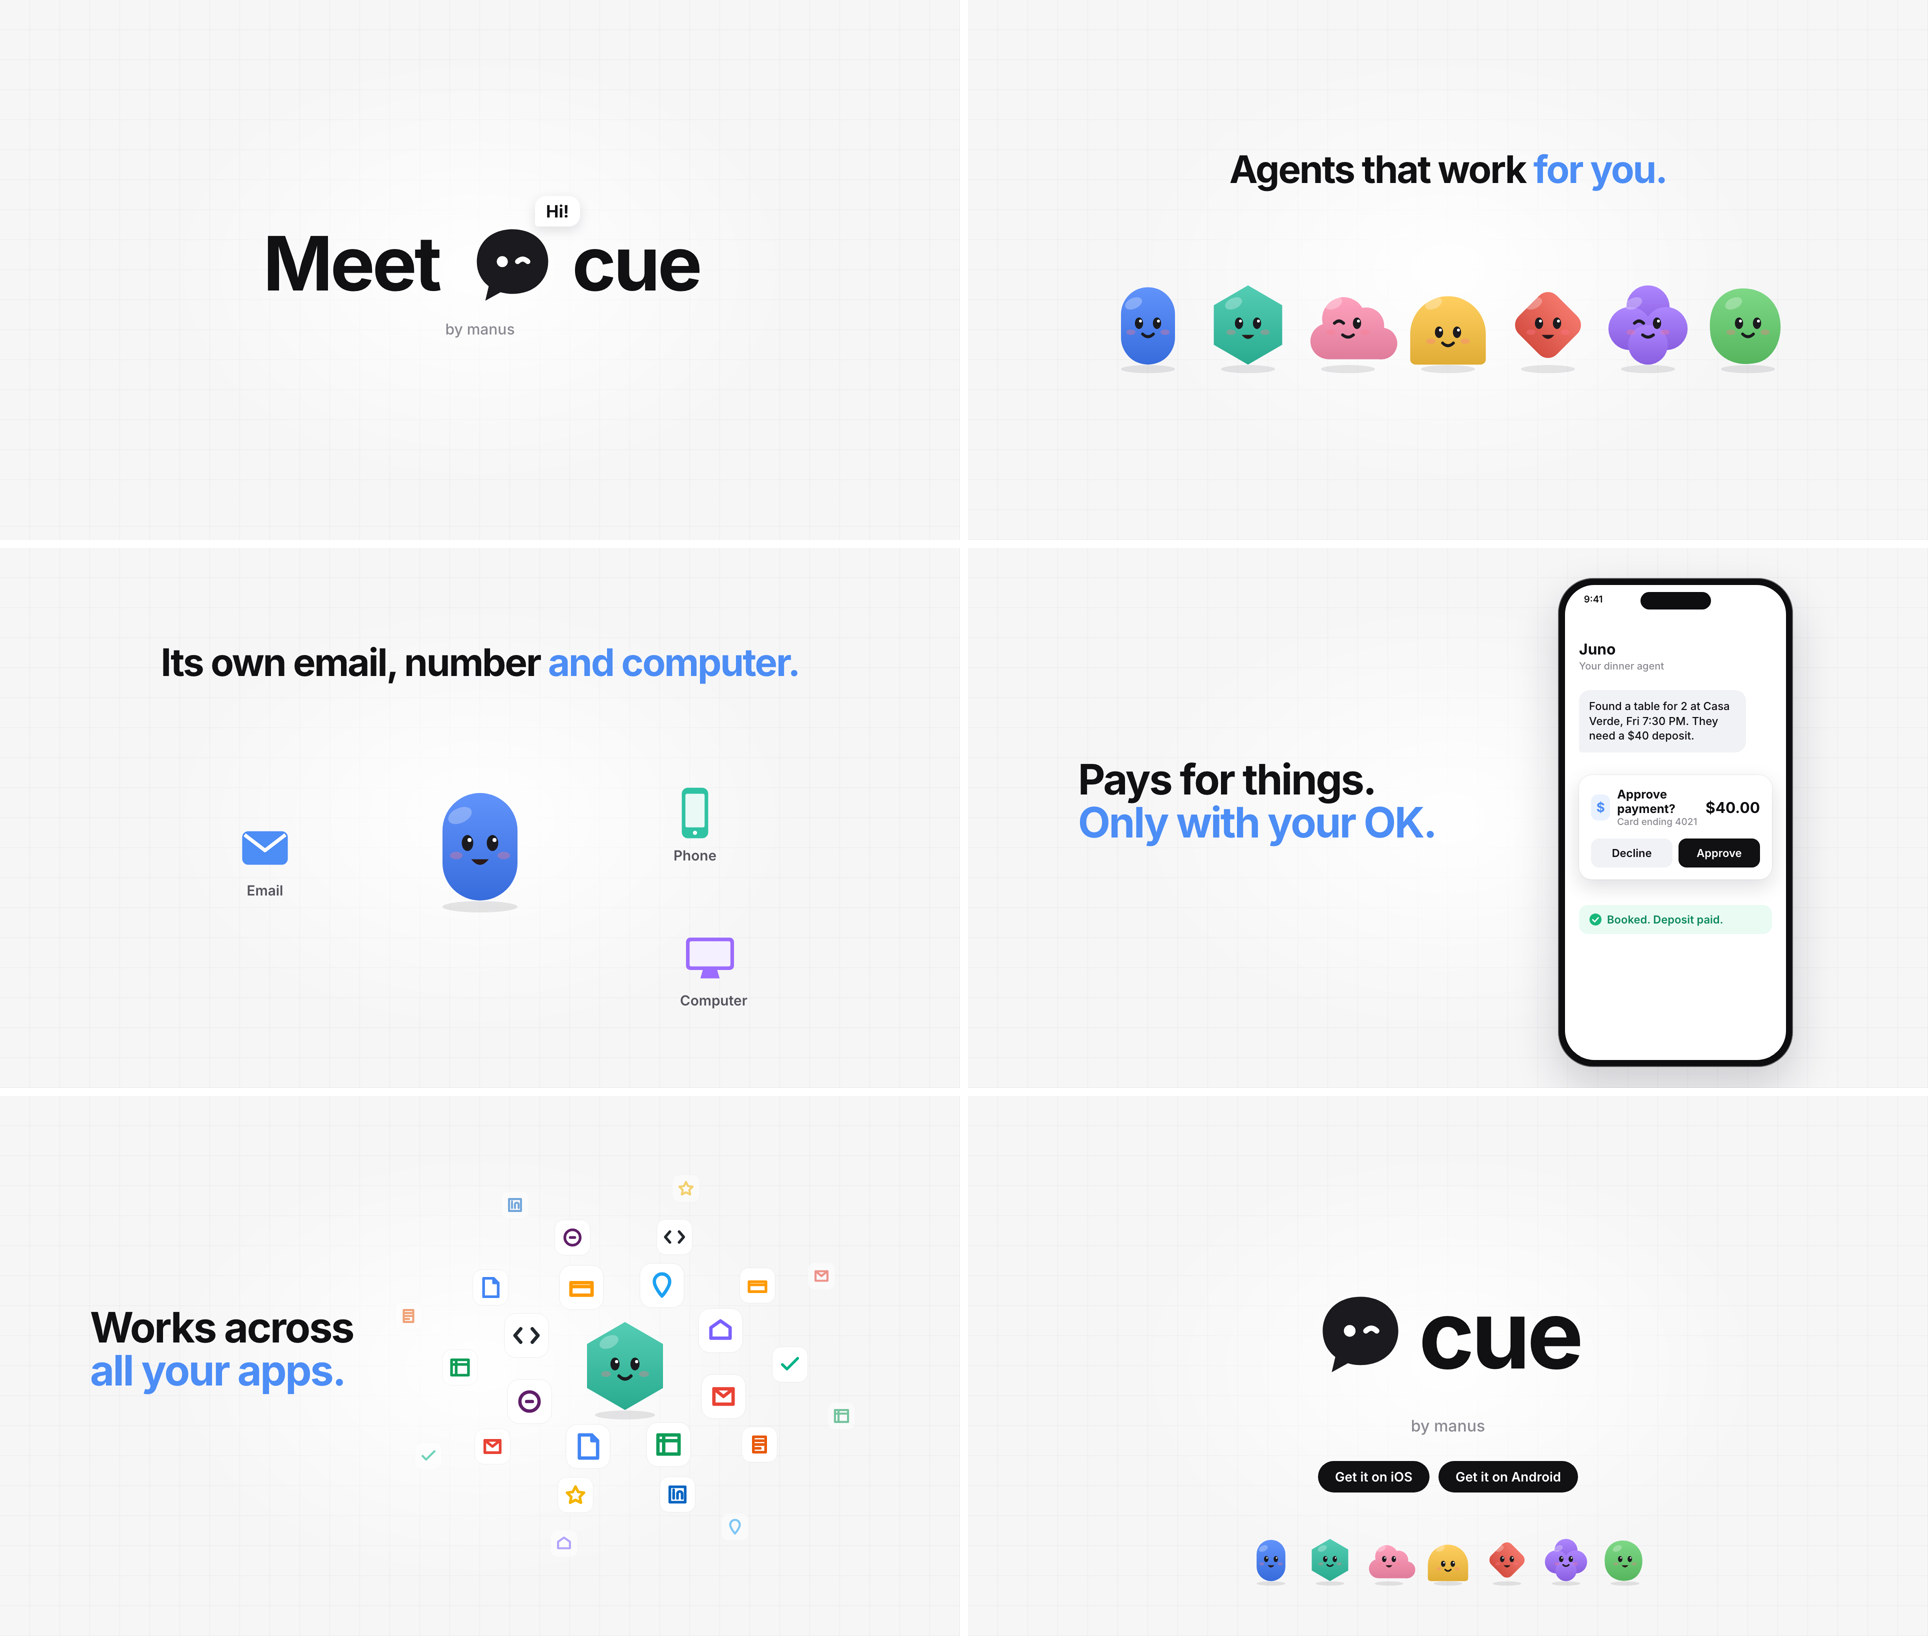 Hi!
Meet cue
by manus
Agents that work for you.
Its own email, number and computer.
Email
Phone
Computer
Pays for things.
Only with your OK.
9:41
Juno
Your dinner agent
Found a table for 2 at Casa
Verde, Fri 7:30 PM. They
need a $40 deposit.
$
Approve
payment?
$40.00
Card ending 4021
Decline
Approve
Booked. Deposit paid.
Works across
all your apps.
in
in
cue
by manus
Get it on iOS
Get it on Android